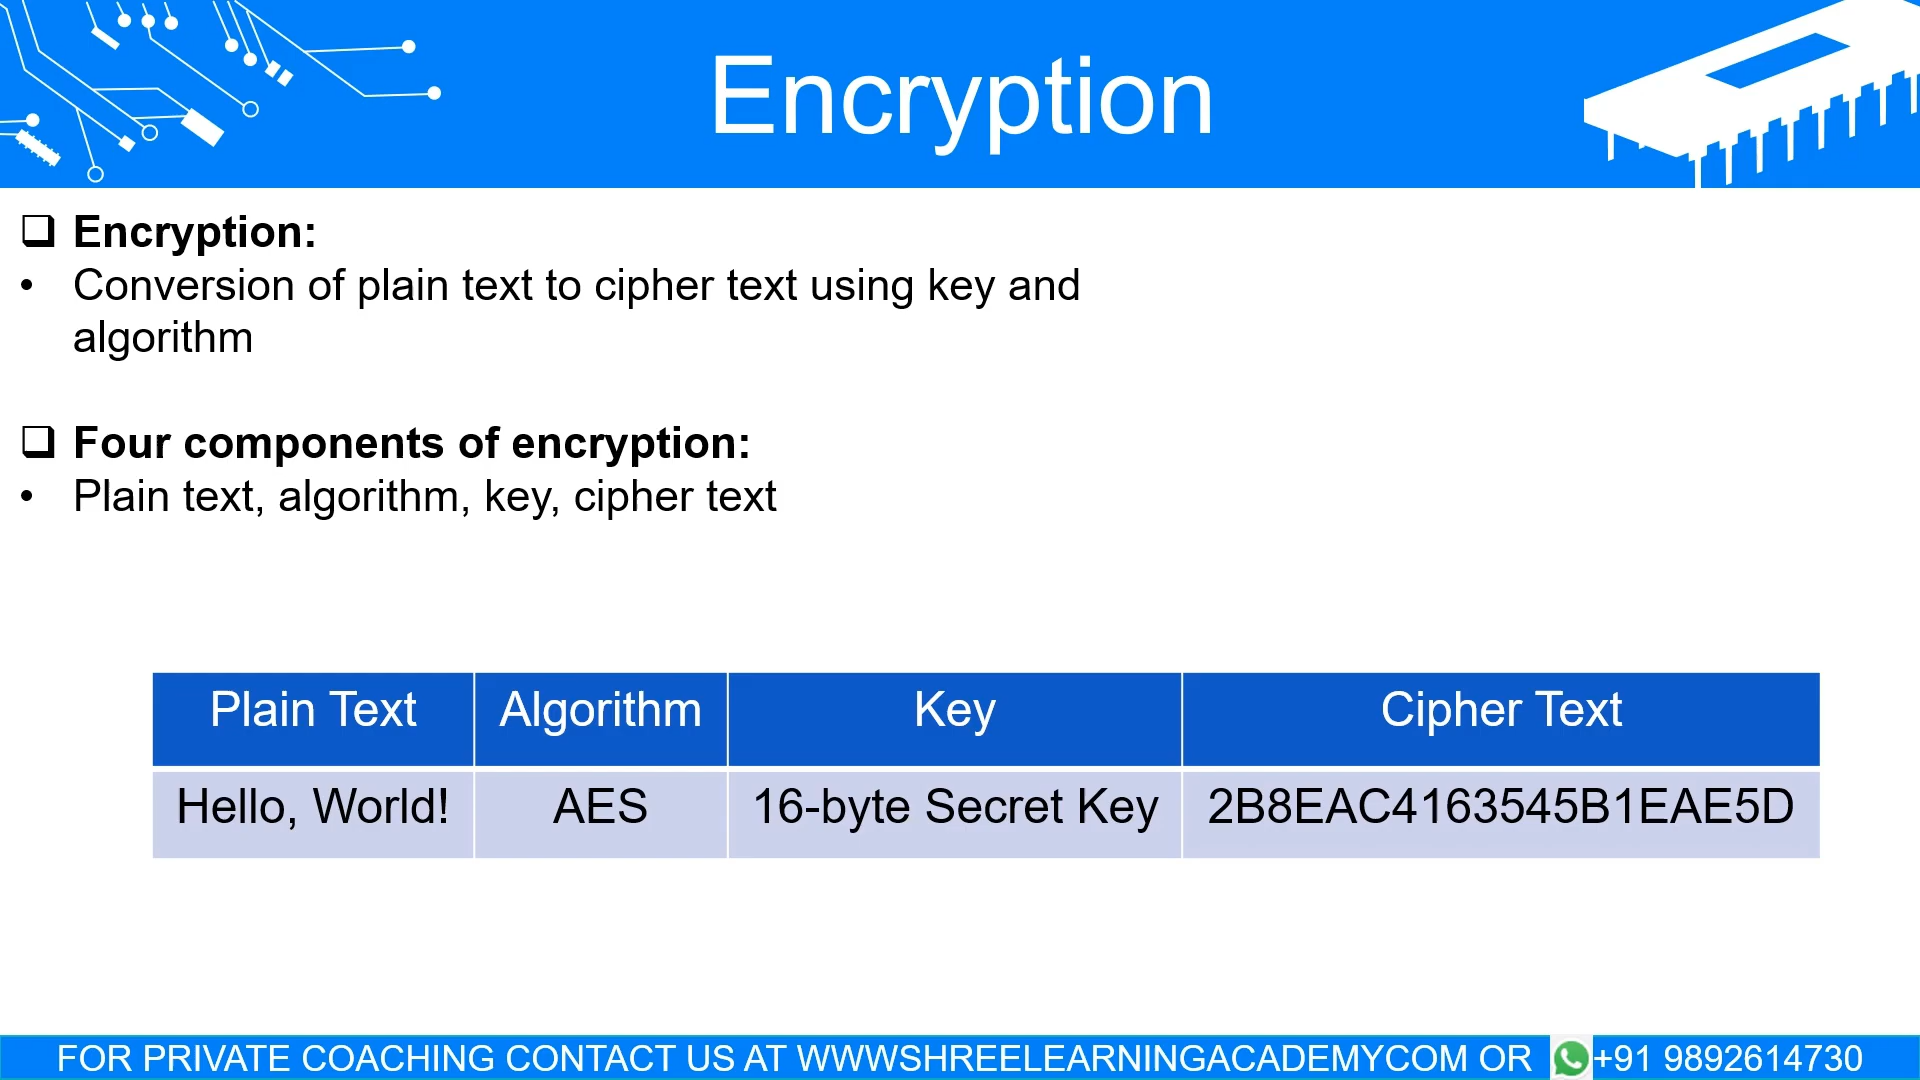 Encryption
❑ Encryption:
• Conversion of plain text to cipher text using key and
algorithm
❑ Four components of encryption:
• Plain text, algorithm, key, cipher text
Plain Text Algorithm Key Cipher Text
Hello, World! AES 16-byte Secret Key 2B8EAC4163545B1EAE5D
FOR PRIVATE COACHING CONTACT US AT WWWSHREELEARNINGACADEMYCOM OR +91 9892614730